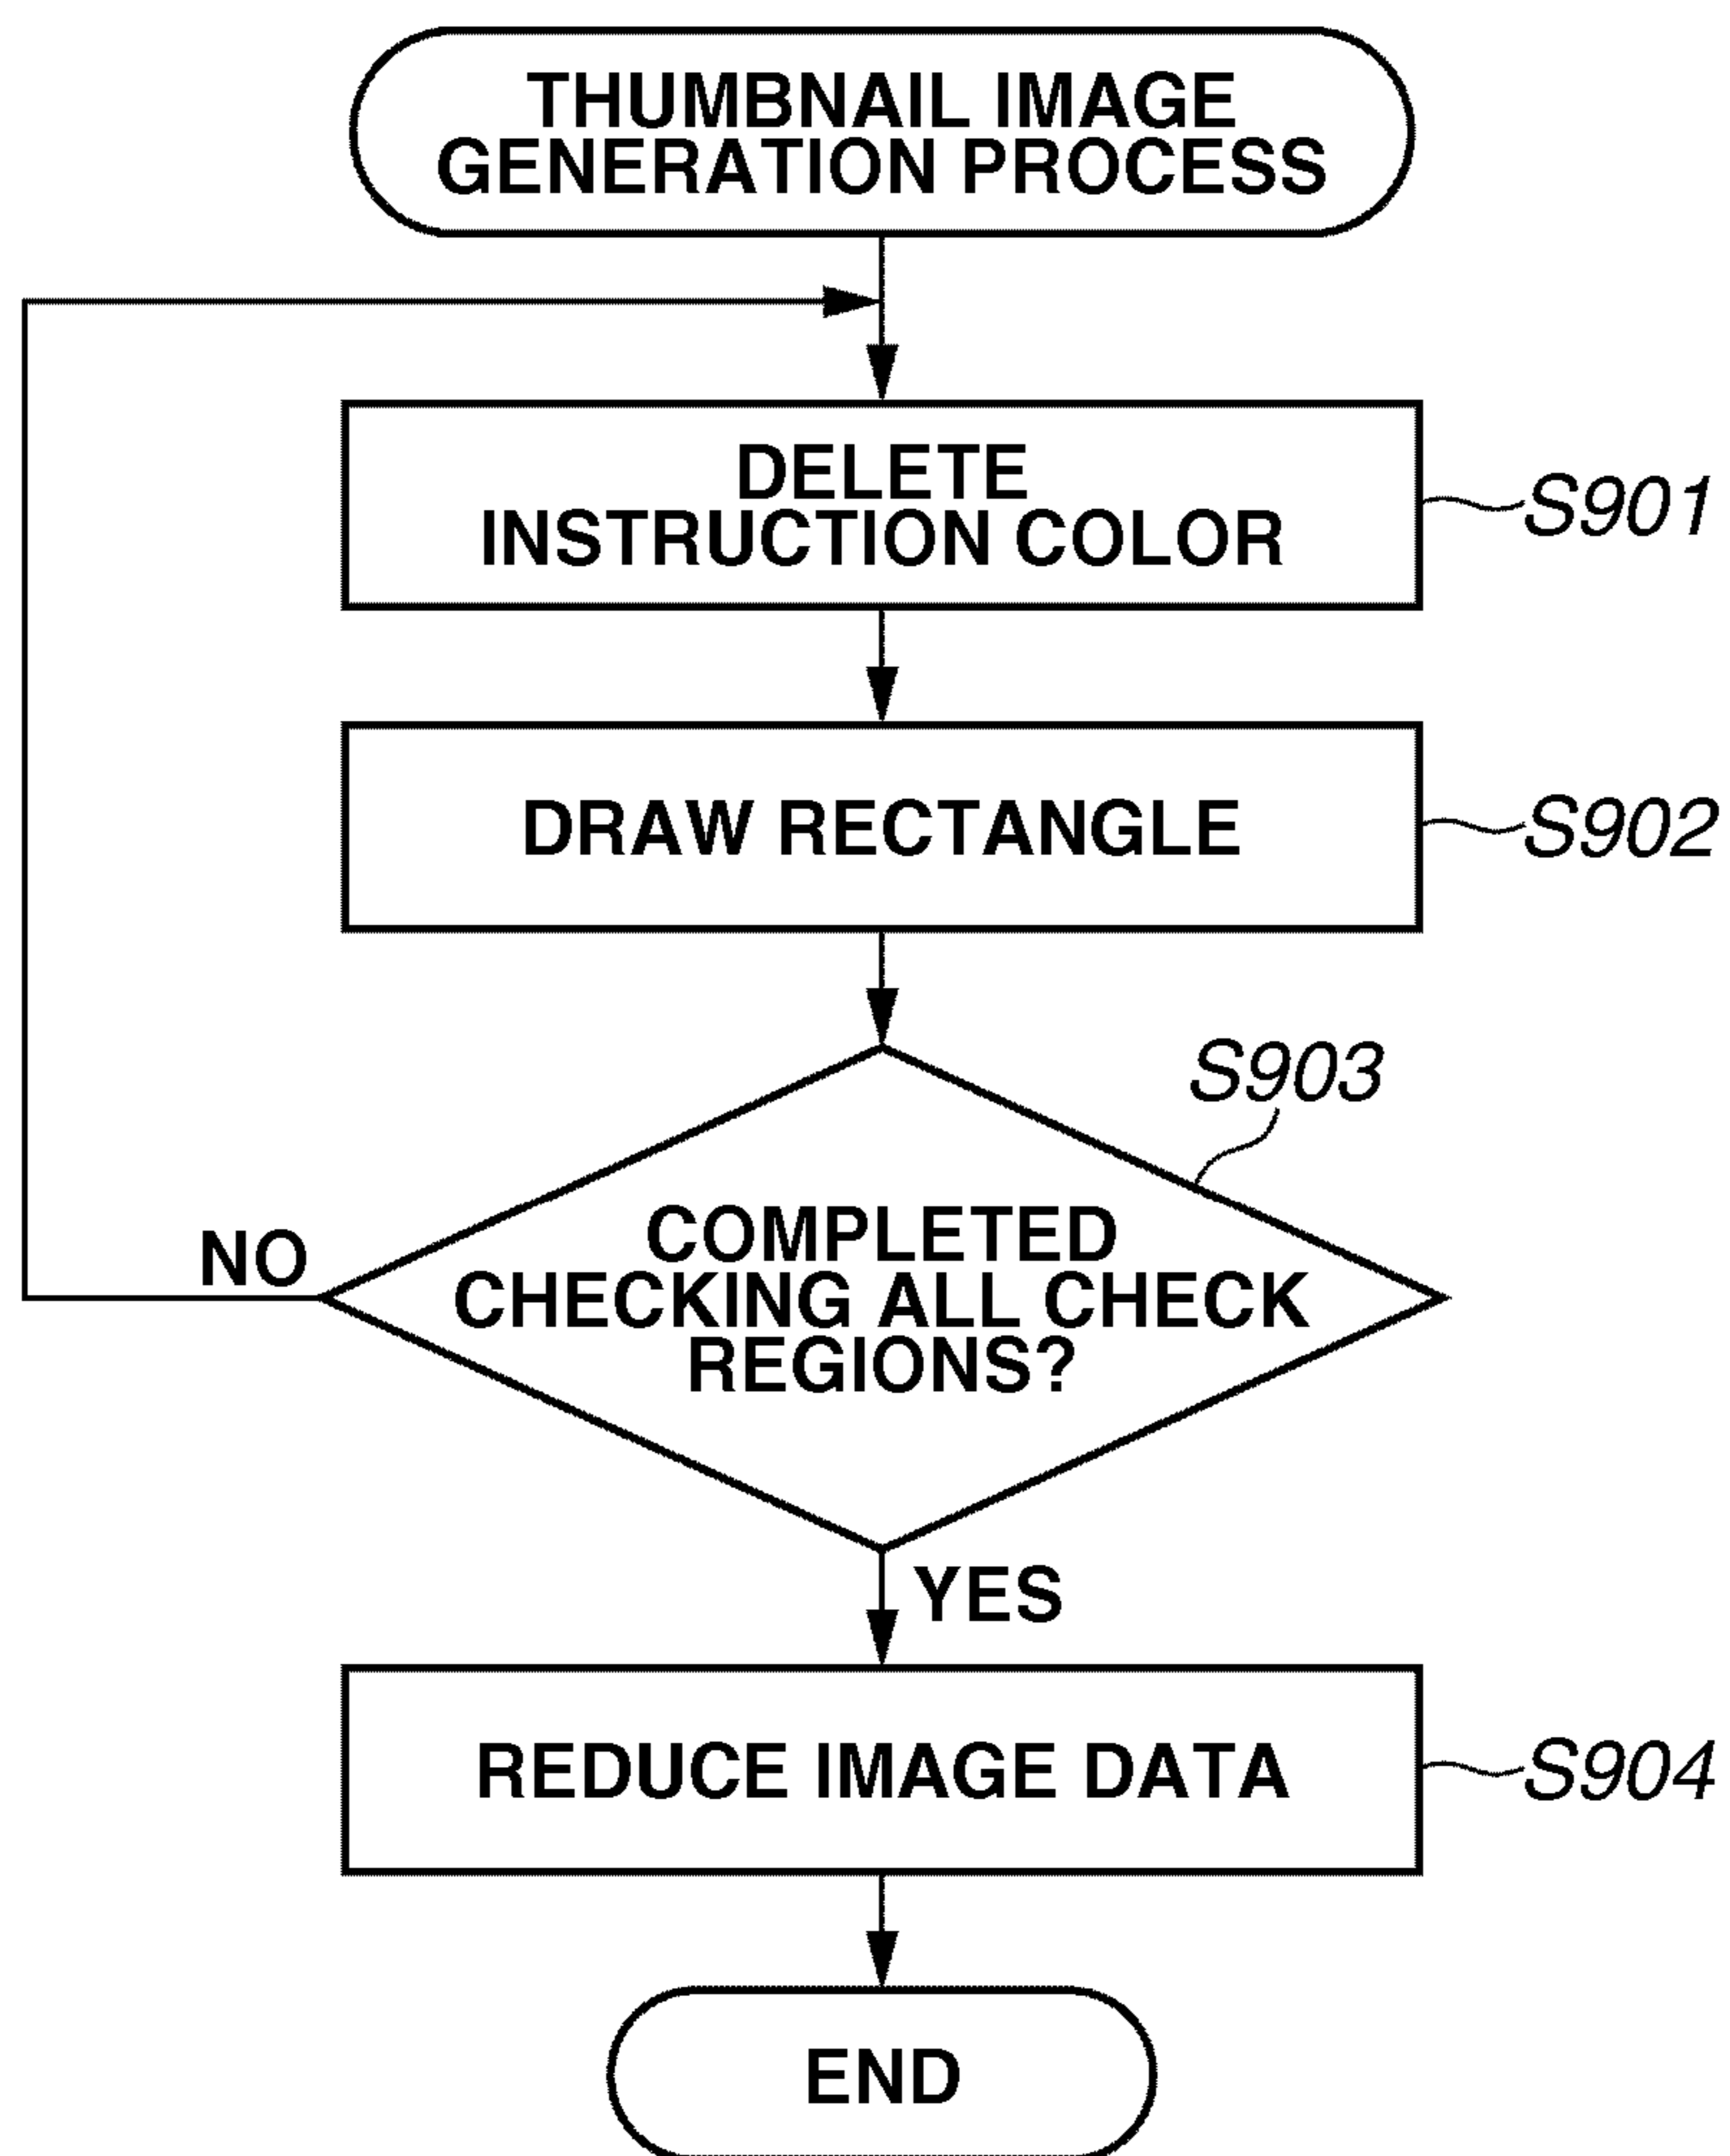 THUMBNAIL IMAGE
GENERATION PROCESS
DELETE
INSTRUCTION COLOR
S901
DRAW RECTANGLE
S902
S903
COMPLETED
CHECKING ALL CHECK
REGIONS?
NO
YES
REDUCE IMAGE DATA
S904
END